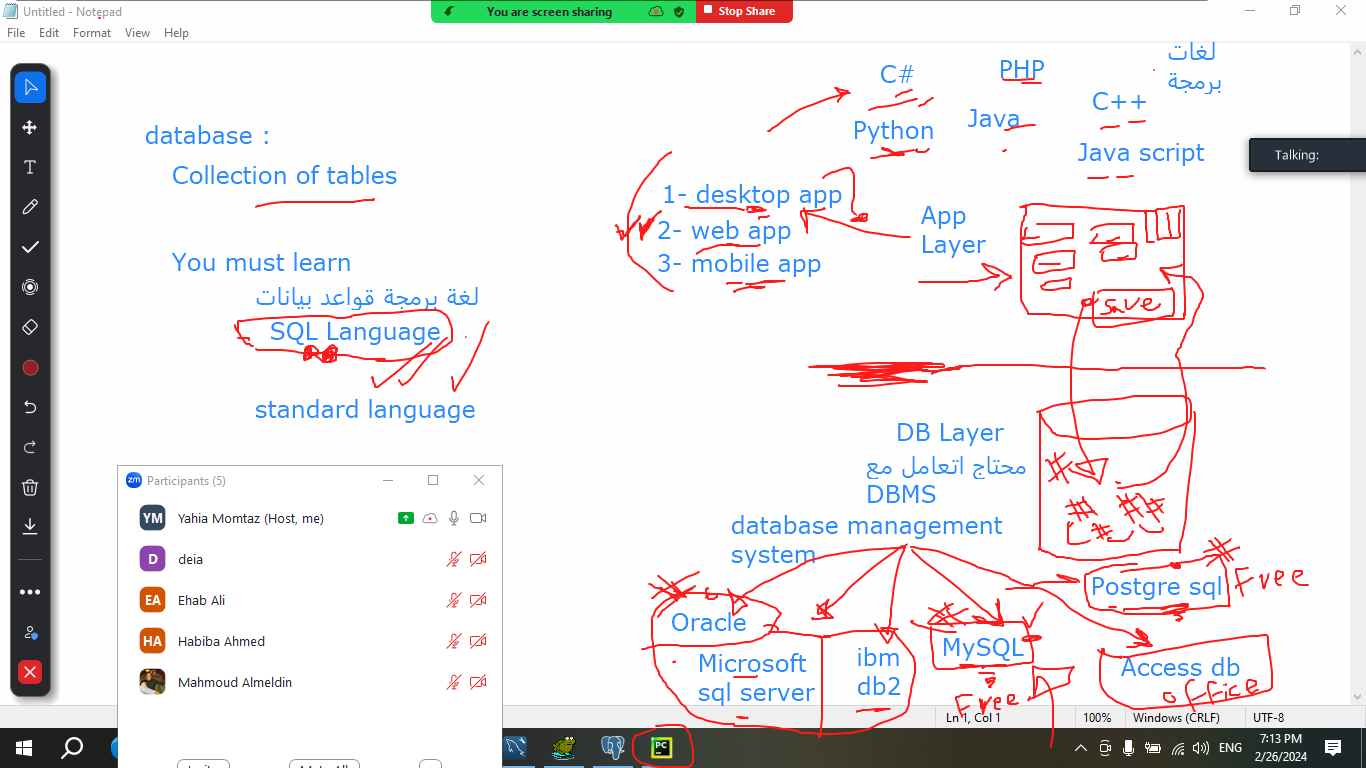 Untitled - Notepad
You are screen sharing
Stop Share
File Edit Format View Help
لغات
برمجة
C#
PHP
C++
Java
Python
Java script
Talking:
database :
Collection of tables
1- desktop app
2- web app
3- mobile app
App
Layer
save
You must learn
لغة برمجة قواعد بيانات
SQL Language
standard language
DB Layer
محتاج اتعامل مع
DBMS
database management
system
Postgre sql
Free
Oracle
Microsoft
sql server
ibm
db2
MySQL
Free
Access db
office
zm Participants (5)
YM Yahia Momtaz (Host, me)
D deia
EA Ehab Ali
HA Habiba Ahmed
Mahmoud Almeldin
Ln 1, Col 1
100%
Windows (CRLF)
UTF-8
PC
ENG
7:13 PM
2/26/2024